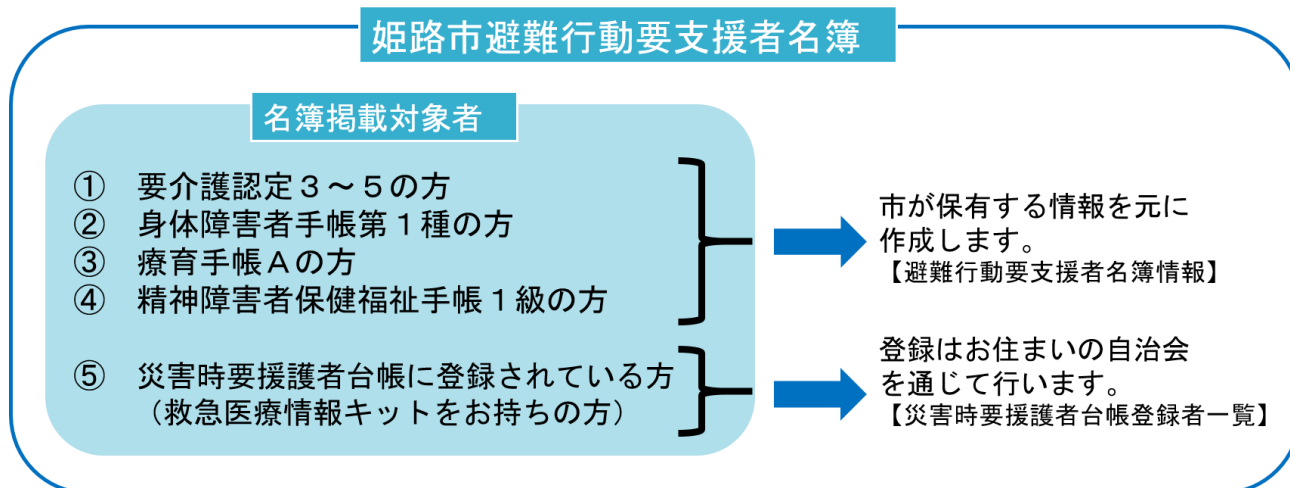 姫路市避難行動要支援者名簿
名簿掲載対象者
①　要介護認定３～５の方
②　身体障害者手帳第１種の方
③　療育手帳Ａの方
④　精神障害者保健福祉手帳１級の方
市が保有する情報を元に
作成します。
【避難行動要支援者名簿情報】
⑤　災害時要援護者台帳に登録されている方
（救急医療情報キットをお持ちの方）
登録はお住まいの自治会
を通じて行います。
【災害時要援護者台帳登録者一覧】